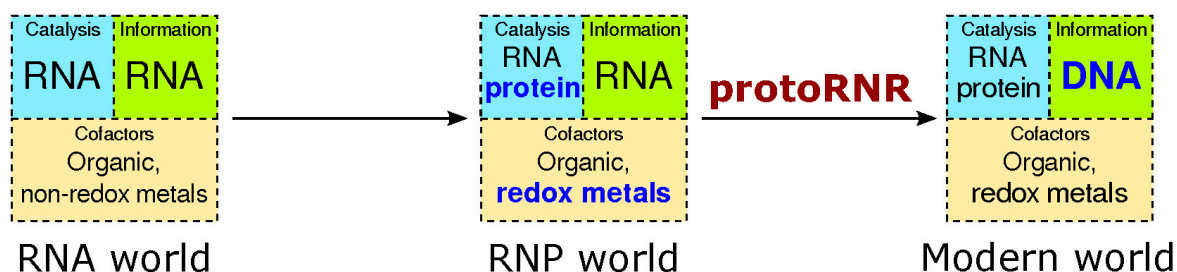 Catalysis Information
RNA RNA
Cofactors
Organic,
non-redox metals
RNA world
Catalysis Information
RNA
protein RNA
Cofactors
Organic,
redox metals
RNP world
protoRNR
Catalysis Information
RNA
protein DNA
Cofactors
Organic,
redox metals
Modern world